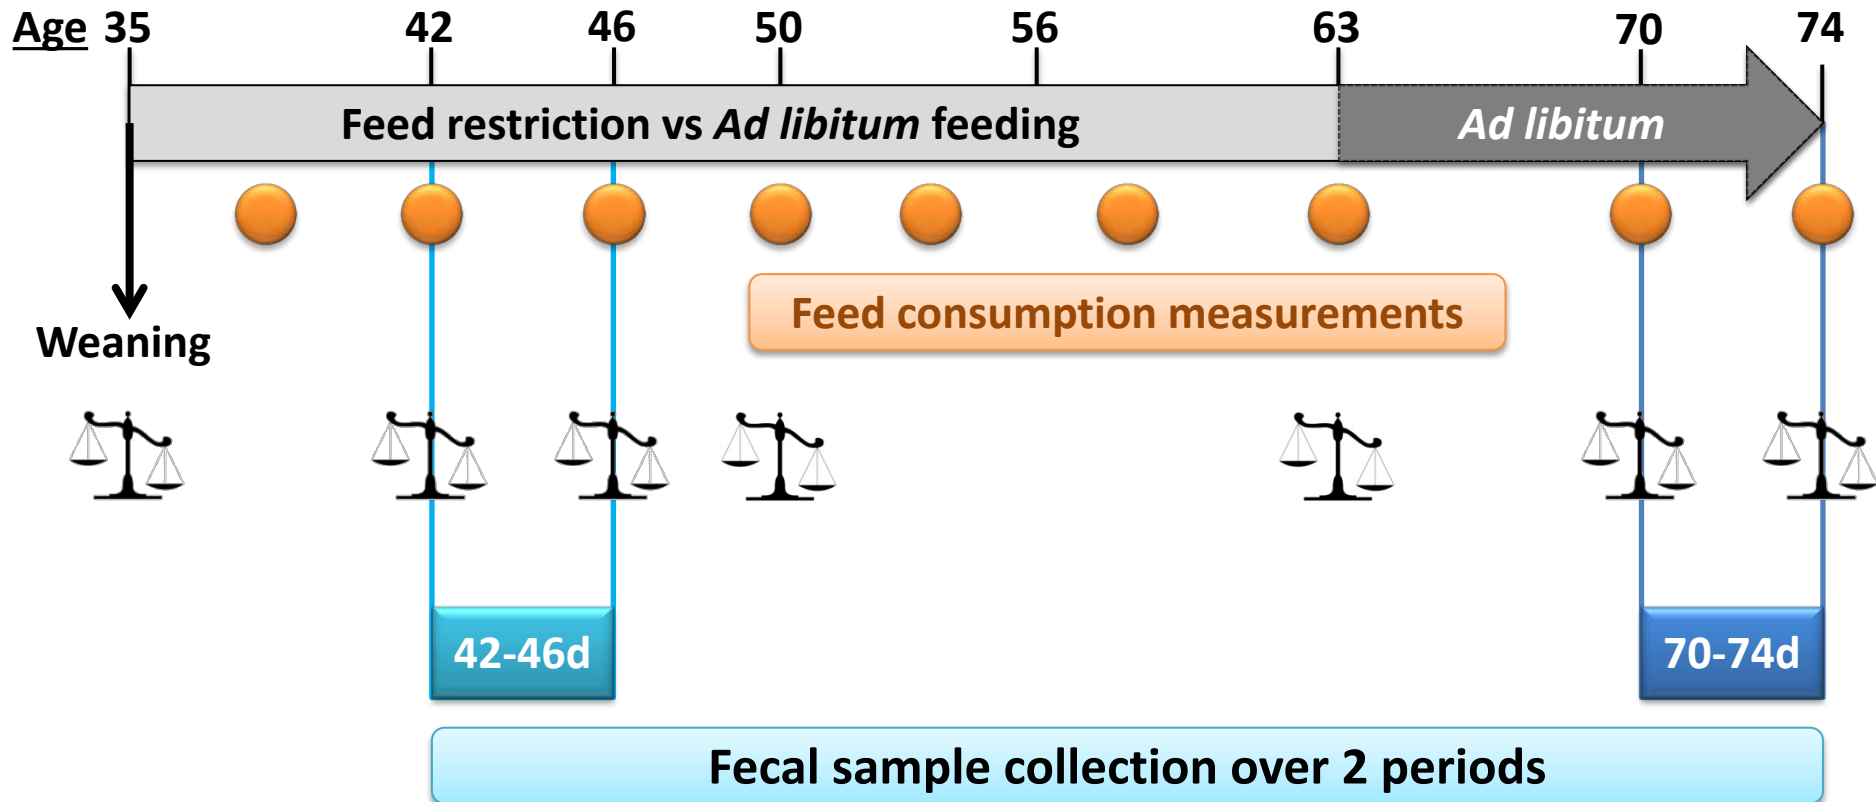 Age 35 42 46 50 56 63 70 74
Feed restriction vs Ad libitum feeding
Ad libitum
Feed consumption measurements
Weaning
42-46d
70-74d
Fecal sample collection over 2 periods